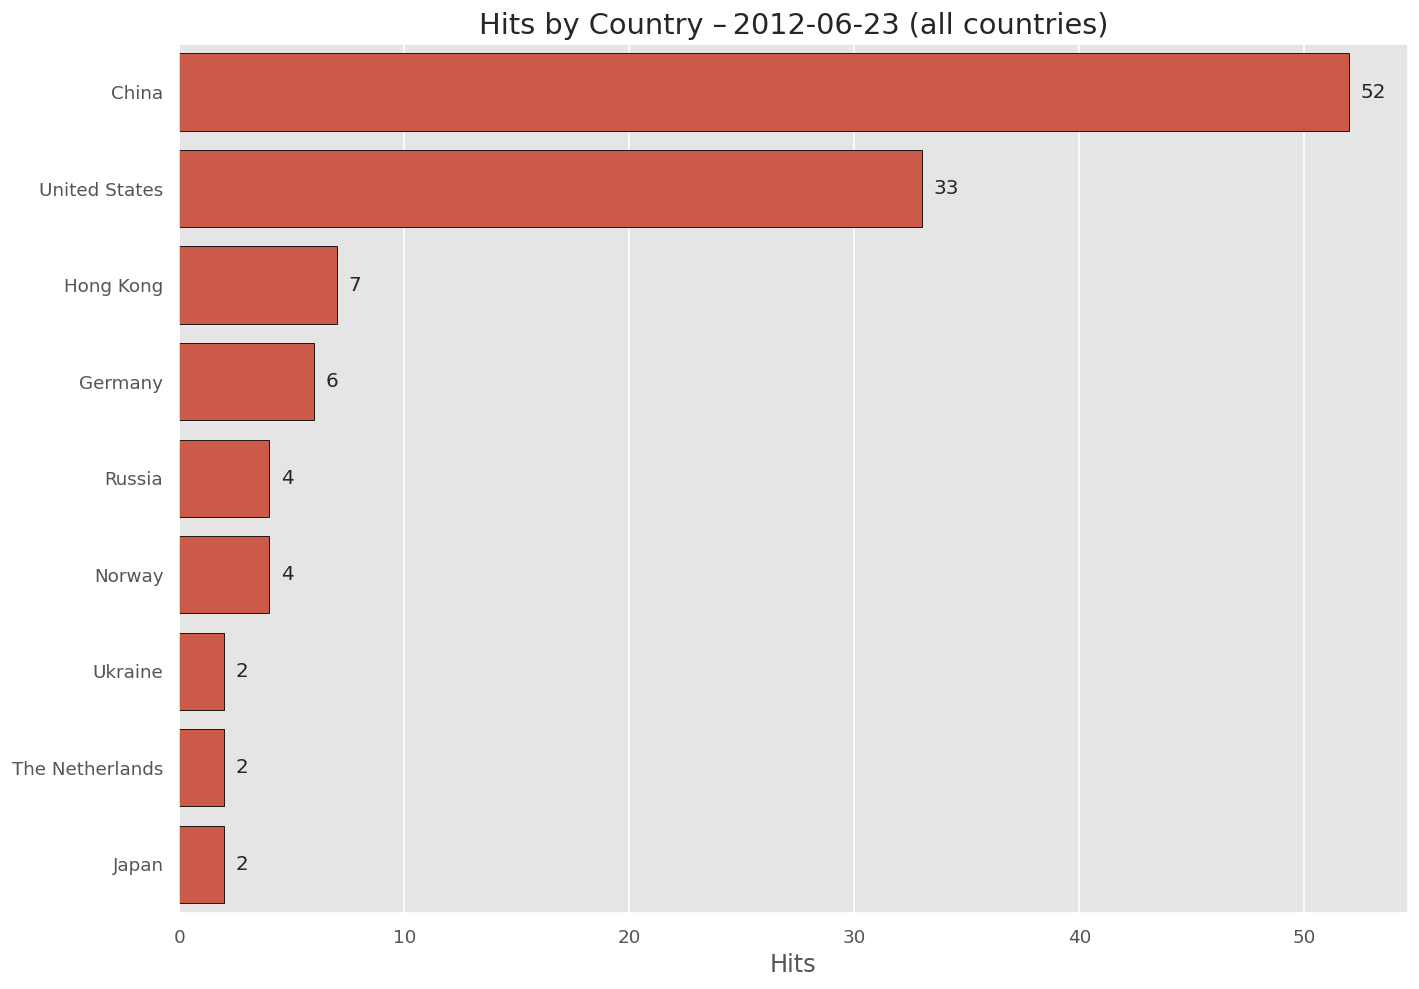 Hits by Country – 2012-06-23 (all countries)
China 52
United States 33
Hong Kong 7
Germany 6
Russia 4
Norway 4
Ukraine 2
The Netherlands 2
Japan 2
0 10 20 30 40 50
Hits